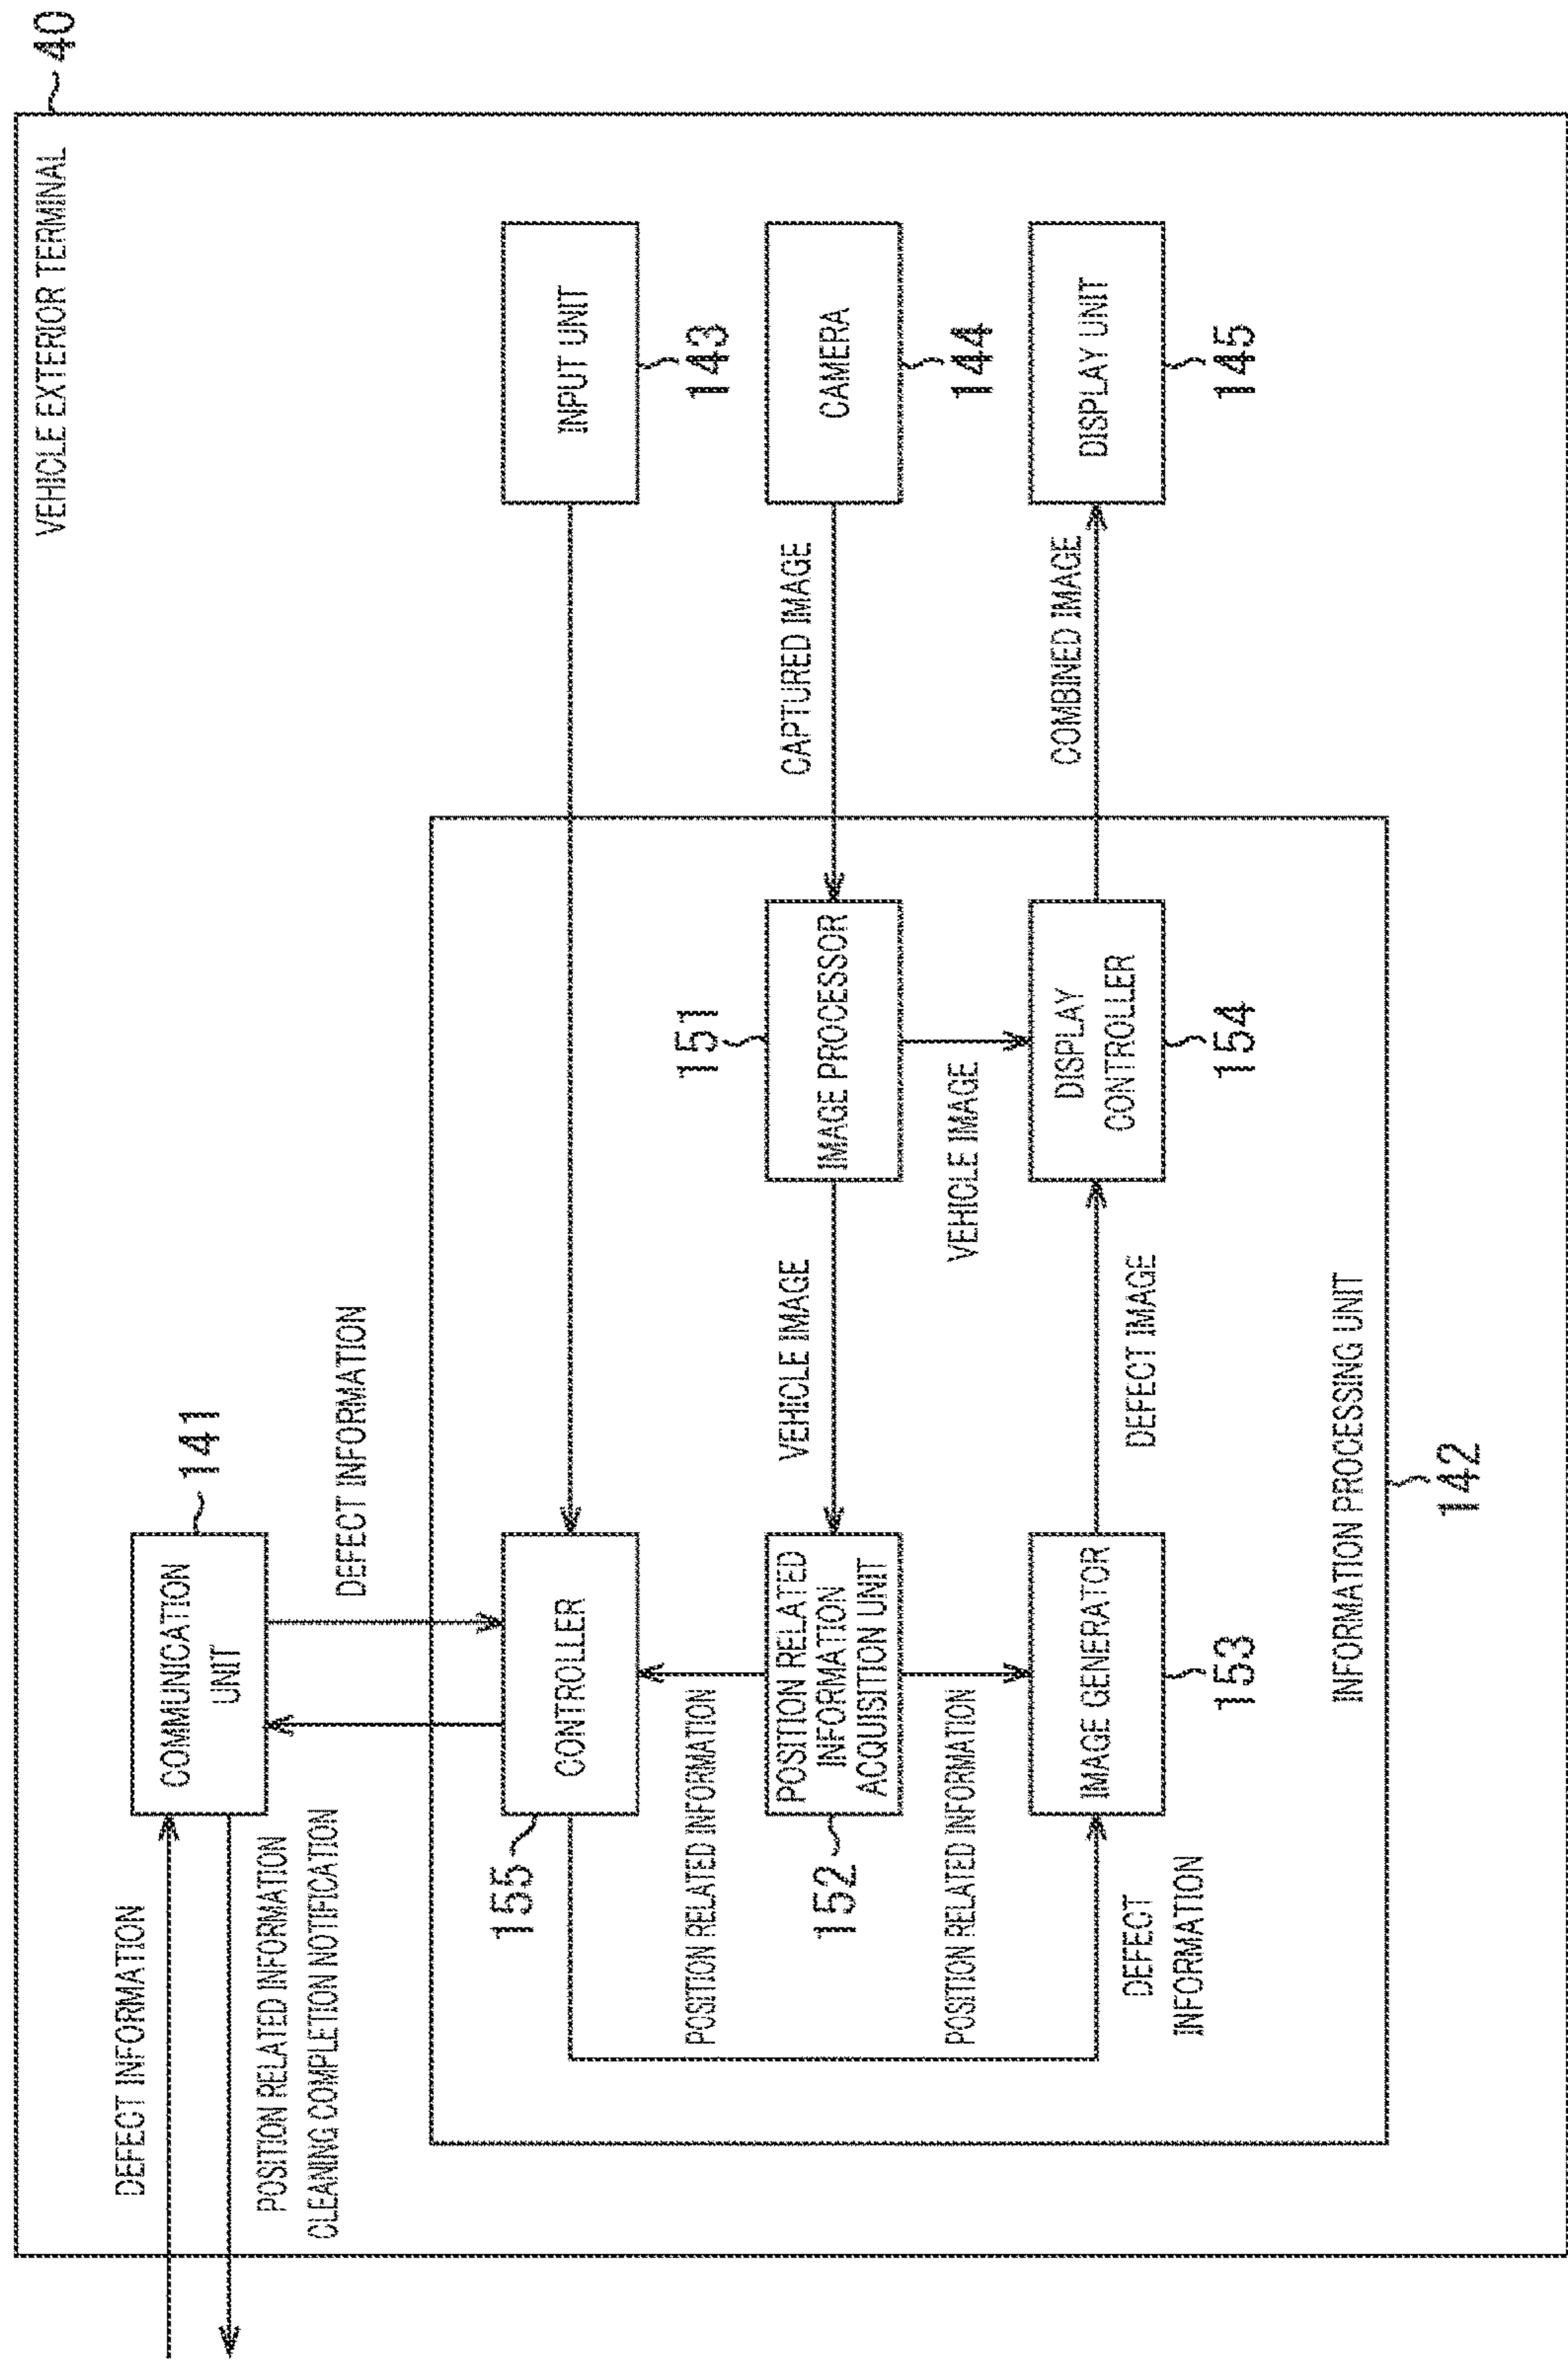 40
VEHICLE EXTERIOR TERMINAL
DEFECT INFORMATION
COMMUNICATION
UNIT
141
POSITION RELATED INFORMATION
CLEANING COMPLETION NOTIFICATION
DEFECT INFORMATION
155
CONTROLLER
INPUT UNIT
143
POSITION RELATED INFORMATION
151
VEHICLE IMAGE
CAPTURED IMAGE
POSITION RELATED
INFORMATION
ACQUISITION UNIT
152
IMAGE PROCESSOR
CAMERA
144
POSITION RELATED INFORMATION
VEHICLE IMAGE
COMBINED IMAGE
IMAGE GENERATOR
153
DISPLAY
CONTROLLER
154
DISPLAY UNIT
145
DEFECT
INFORMATION
DEFECT IMAGE
INFORMATION PROCESSING UNIT
142